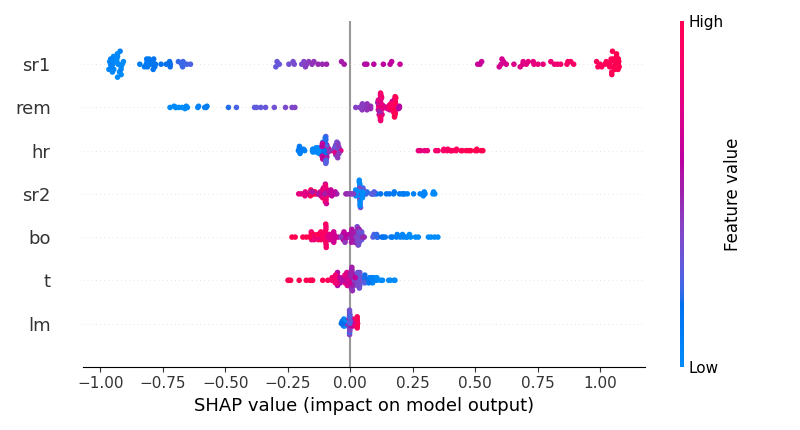 High
sr1
rem
hr
sr2
bo
t
lm
Feature value
Low
−1.00 −0.75 −0.50 −0.25 0.00 0.25 0.50 0.75 1.00
SHAP value (impact on model output)